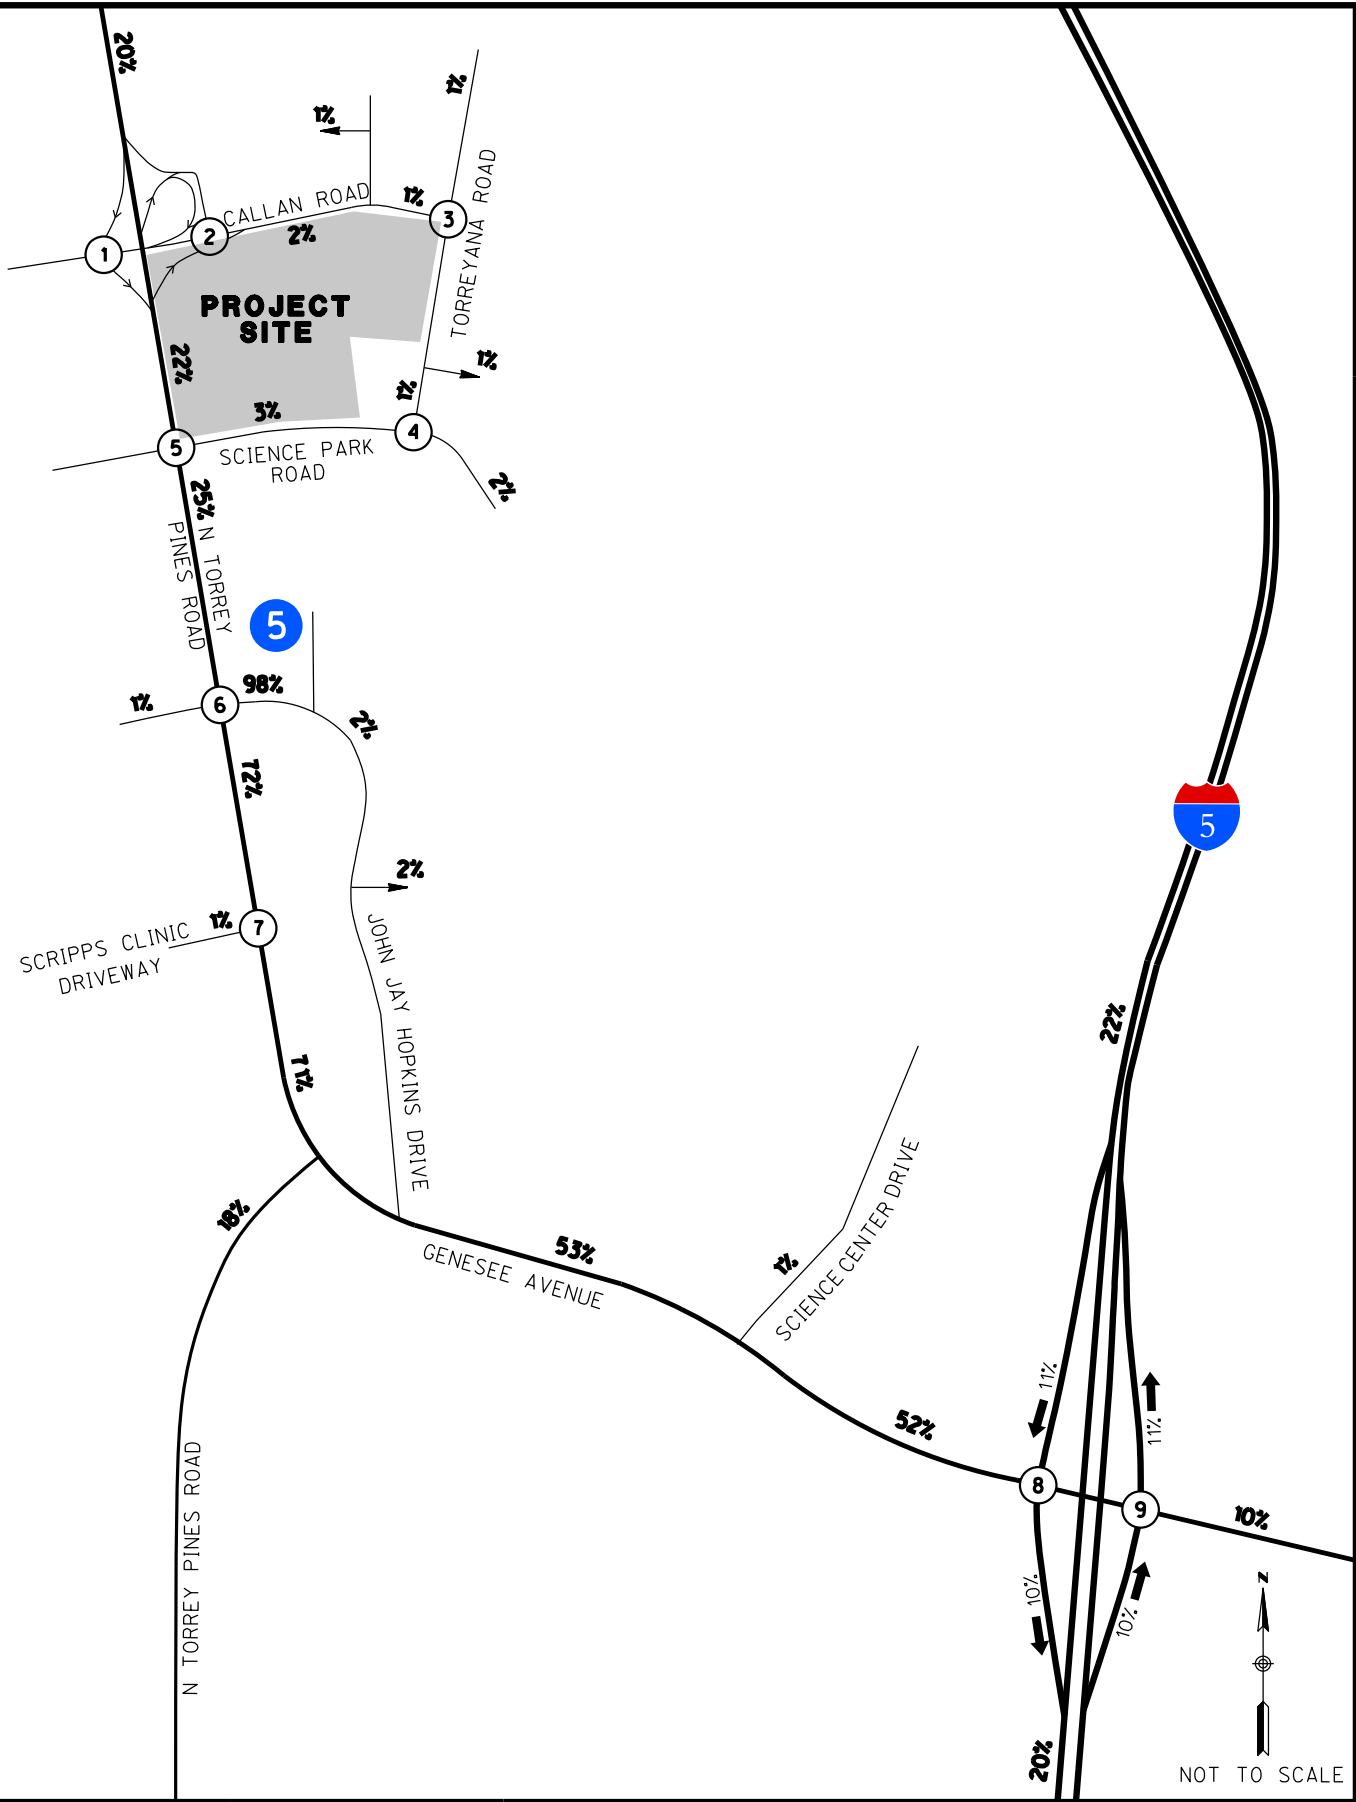 20%
1%
1%
CALLAN ROAD
1%
2
3
1
2%
TORREYANA ROAD
PROJECT
SITE
22%
1%
1%
3%
5
4
SCIENCE PARK
ROAD
2%
25%
N TORREY
PINES ROAD
5
98%
1%
6
2%
72%
5
2%
1%
7
SCRIPPS CLINIC
DRIVEWAY
JOHN JAY HOPKINS DRIVE
22%
71%
18%
53%
GENESEE AVENUE
1%
SCIENCE CENTER DRIVE
11%
11%
52%
8
9
10%
N TORREY PINES ROAD
10%
10%
N
20%
NOT TO SCALE